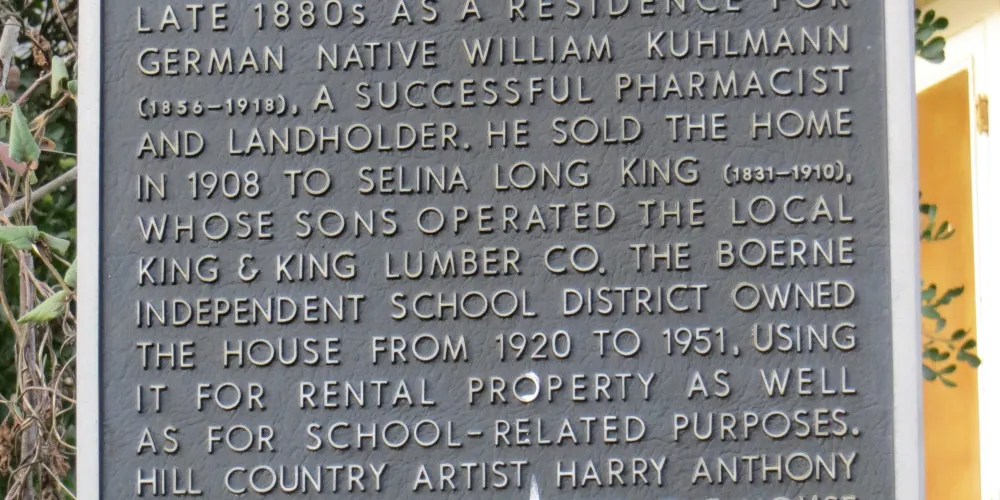 LATE 1880s AS A RESIDENCE FOR
GERMAN NATIVE WILLIAM KUHLMANN
(1856-1918), A SUCCESSFUL PHARMACIST
AND LANDHOLDER. HE SOLD THE HOME
IN 1908 TO SELINA LONG KING (1831-1910),
WHOSE SONS OPERATED THE LOCAL
KING & KING LUMBER CO. THE BOERNE
INDEPENDENT SCHOOL DISTRICT OWNED
THE HOUSE FROM 1920 TO 1951, USING
IT FOR RENTAL PROPERTY AS WELL
AS FOR SCHOOL-RELATED PURPOSES.
HILL COUNTRY ARTIST HARRY ANTHONY